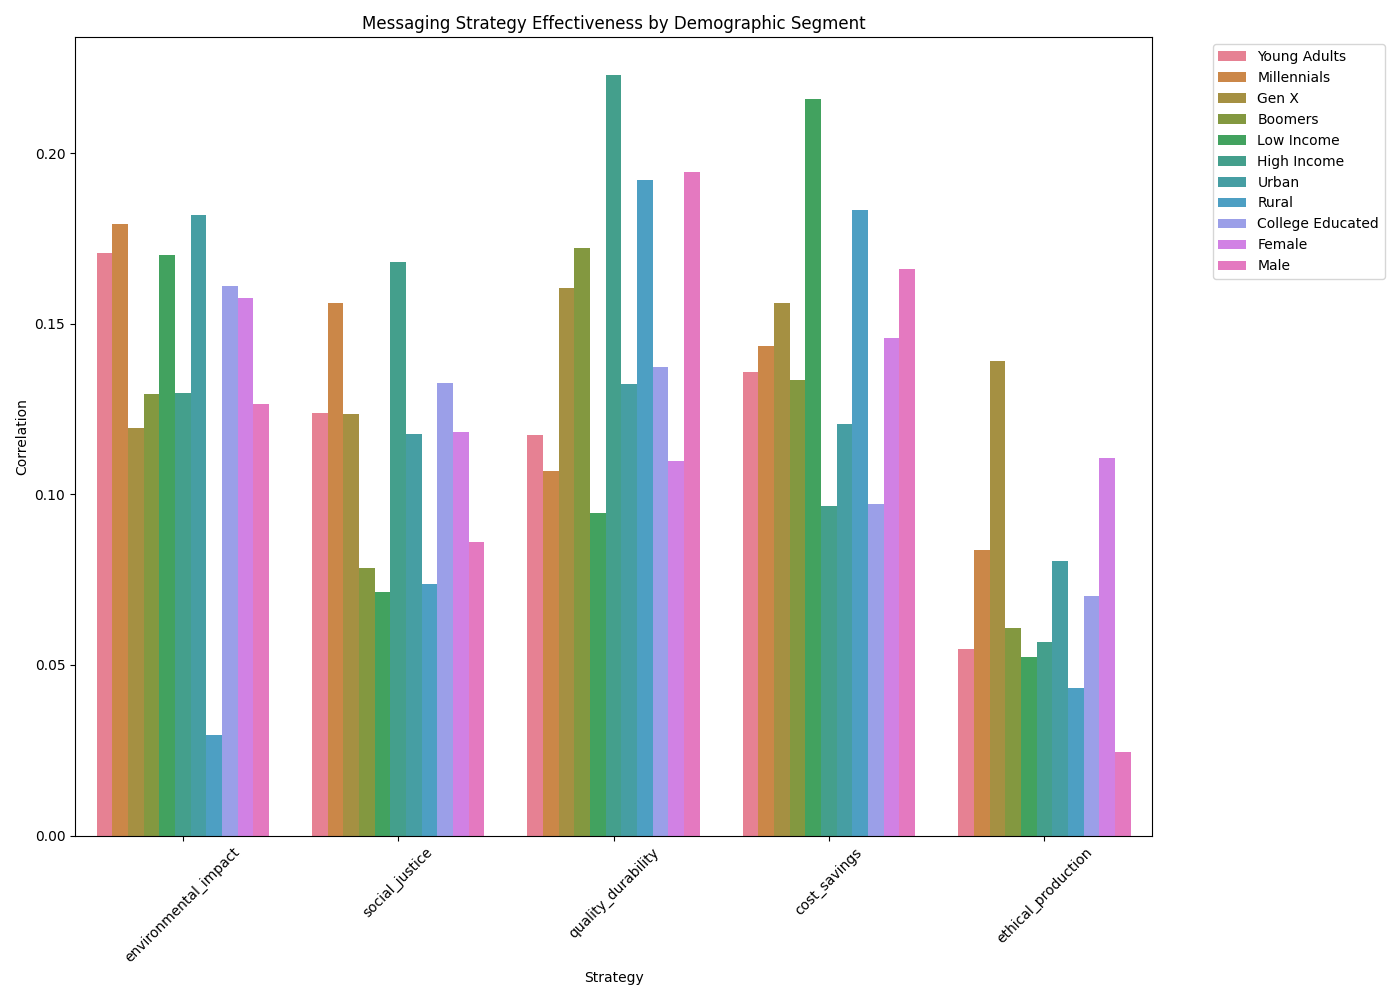 Messaging Strategy Effectiveness by Demographic Segment
Young Adults
Millennials
Gen X
Boomers
Low Income
High Income
Urban
Rural
College Educated
Female
Male
Correlation
0.20
0.15
0.10
0.05
0.00
environmental_impact
social_justice
quality_durability
cost_savings
ethical_production
Strategy